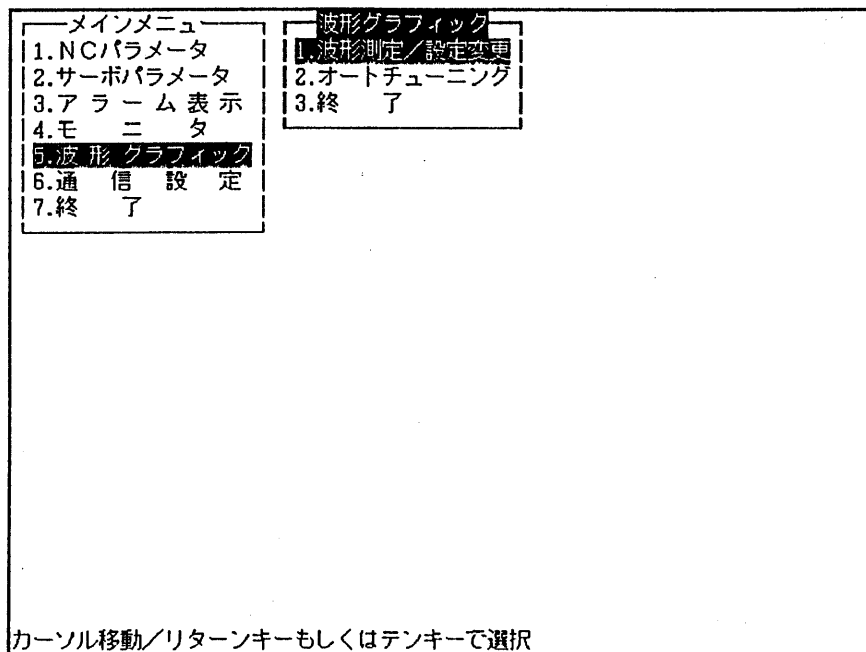 メインメニュー
1.NCパラメータ
2.サーボパラメータ
3.アラーム表示
4.モニタ
5.波形グラフィック
6.通信設定
7.終了
波形グラフィック
1.波形測定／設定変更
2.オートチューニング
3.終了
カーソル移動／リターンキーもしくはテンキーで選択